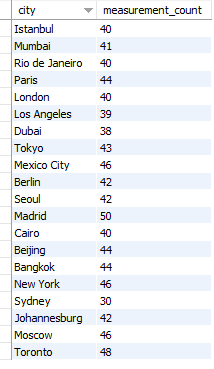 city measurement_count
Istanbul 40
Mumbai 41
Rio de Janeiro 40
Paris 44
London 40
Los Angeles 39
Dubai 38
Tokyo 43
Mexico City 46
Berlin 42
Seoul 42
Madrid 50
Cairo 40
Beijing 44
Bangkok 44
New York 46
Sydney 30
Johannesburg 42
Moscow 46
Toronto 48